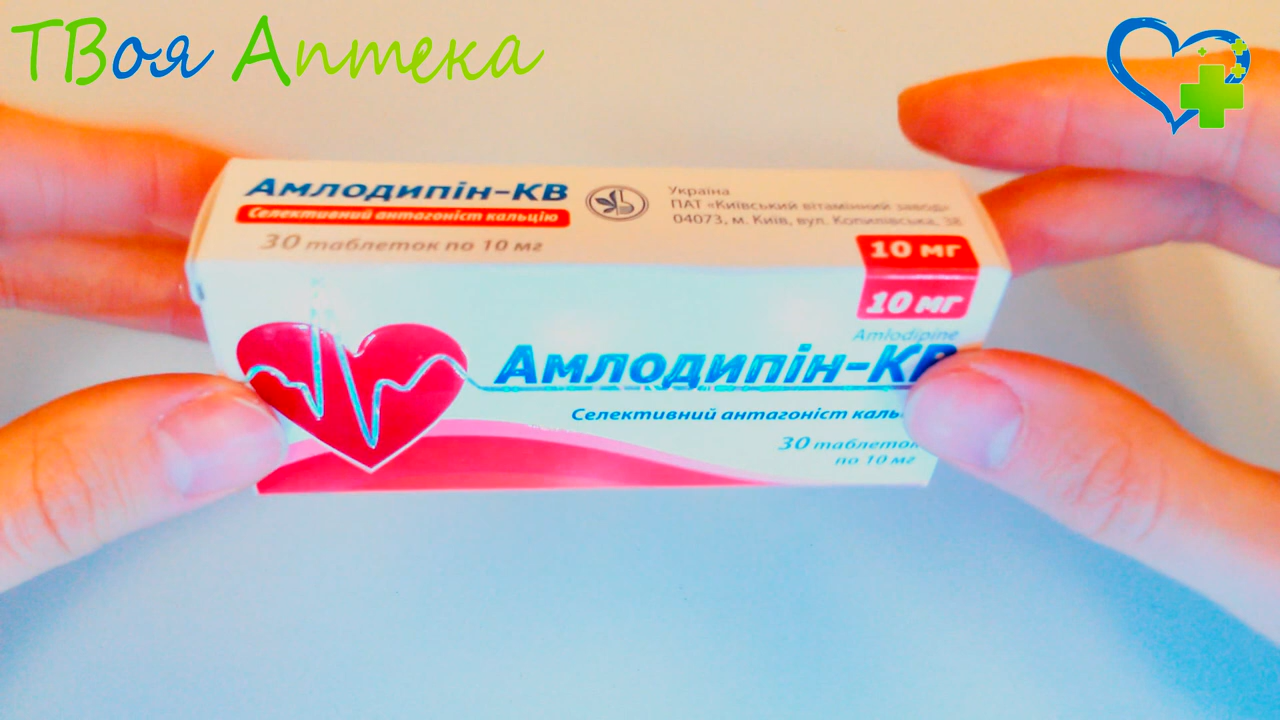 ТВоя Аптека
Амлодипін-КВ
Селективний антагоніст кальцію
30 таблеток по 10 мг
Україна
ПАТ «Київський вітамінний завод»
04073, м. Київ, вул. Копилівська, 38
10 мг
10 мг
Amlodipine
Амлодипін-КВ
Селективний антагоніст каль
30 таблеток
по 10 мг